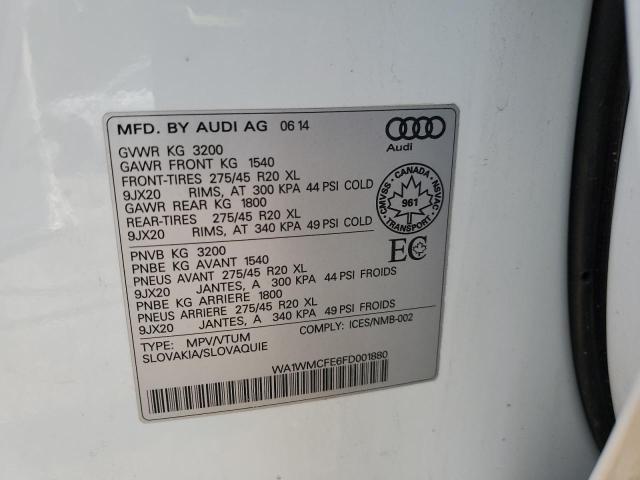 MFD. BY AUDI AG 06 14
Audi
GVWR KG 3200
GAWR FRONT KG 1540
FRONT-TIRES 275/45 R20 XL
9JX20 RIMS, AT 300 KPA 44 PSI COLD
GAWR REAR KG 1800
REAR-TIRES 275/45 R20 XL
9JX20 RIMS, AT 340 KPA 49 PSI COLD
CMVSS - CANADA - NSVAC
961
TRANSPORT
PNVB KG 3200
PNBE KG AVANT 1540
PNEUS AVANT 275/45 R20 XL
9JX20 JANTES, A 300 KPA 44 PSI FROIDS
PNBE KG ARRIERE 1800
PNEUS ARRIERE 275/45 R20 XL
9JX20 JANTES, A 340 KPA 49 PSI FROIDS
EC
TYPE: MPV/VTUM COMPLY: ICES/NMB-002
SLOVAKIA/SLOVAQUIE
WA1WMCFE6FD001880